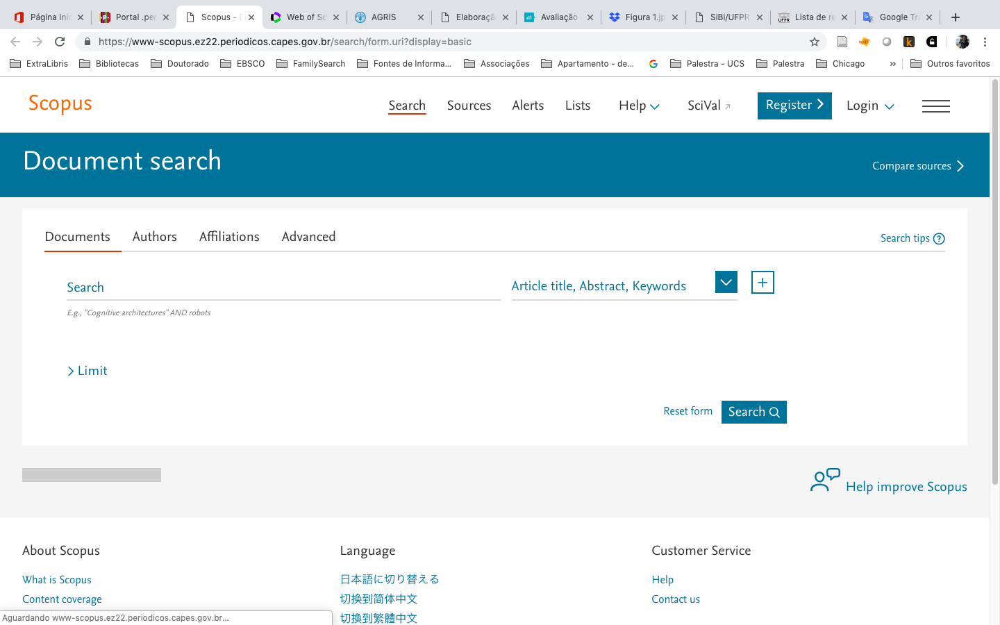 Página Inic
Portal .per
Scopus - D
Web of Sc
AGRIS
Elaboração
Avaliação
Figura 1.jp
SiBi/UFPR
Lista de re
Google Tra
https://www-scopus.ez22.periodicos.capes.gov.br/search/form.uri?display=basic
ExtraLibris
Bibliotecas
Doutorado
EBSCO
FamilySearch
Fontes de Informa...
Associações
Apartamento - de...
Palestra - UCS
Palestra
Chicago
»
Outros favoritos
Scopus
Search
Sources
Alerts
Lists
Help
SciVal
Register
Login
Document search
Compare sources
Documents
Authors
Affiliations
Advanced
Search tips
Search
Article title, Abstract, Keywords
E.g., "Cognitive architectures" AND robots
Limit
Reset form
Search
Help improve Scopus
About Scopus
What is Scopus
Content coverage
Language
日本語に切り替える
切换到简体中文
切換到繁體中文
Customer Service
Help
Contact us
Aguardando www-scopus.ez22.periodicos.capes.gov.br...